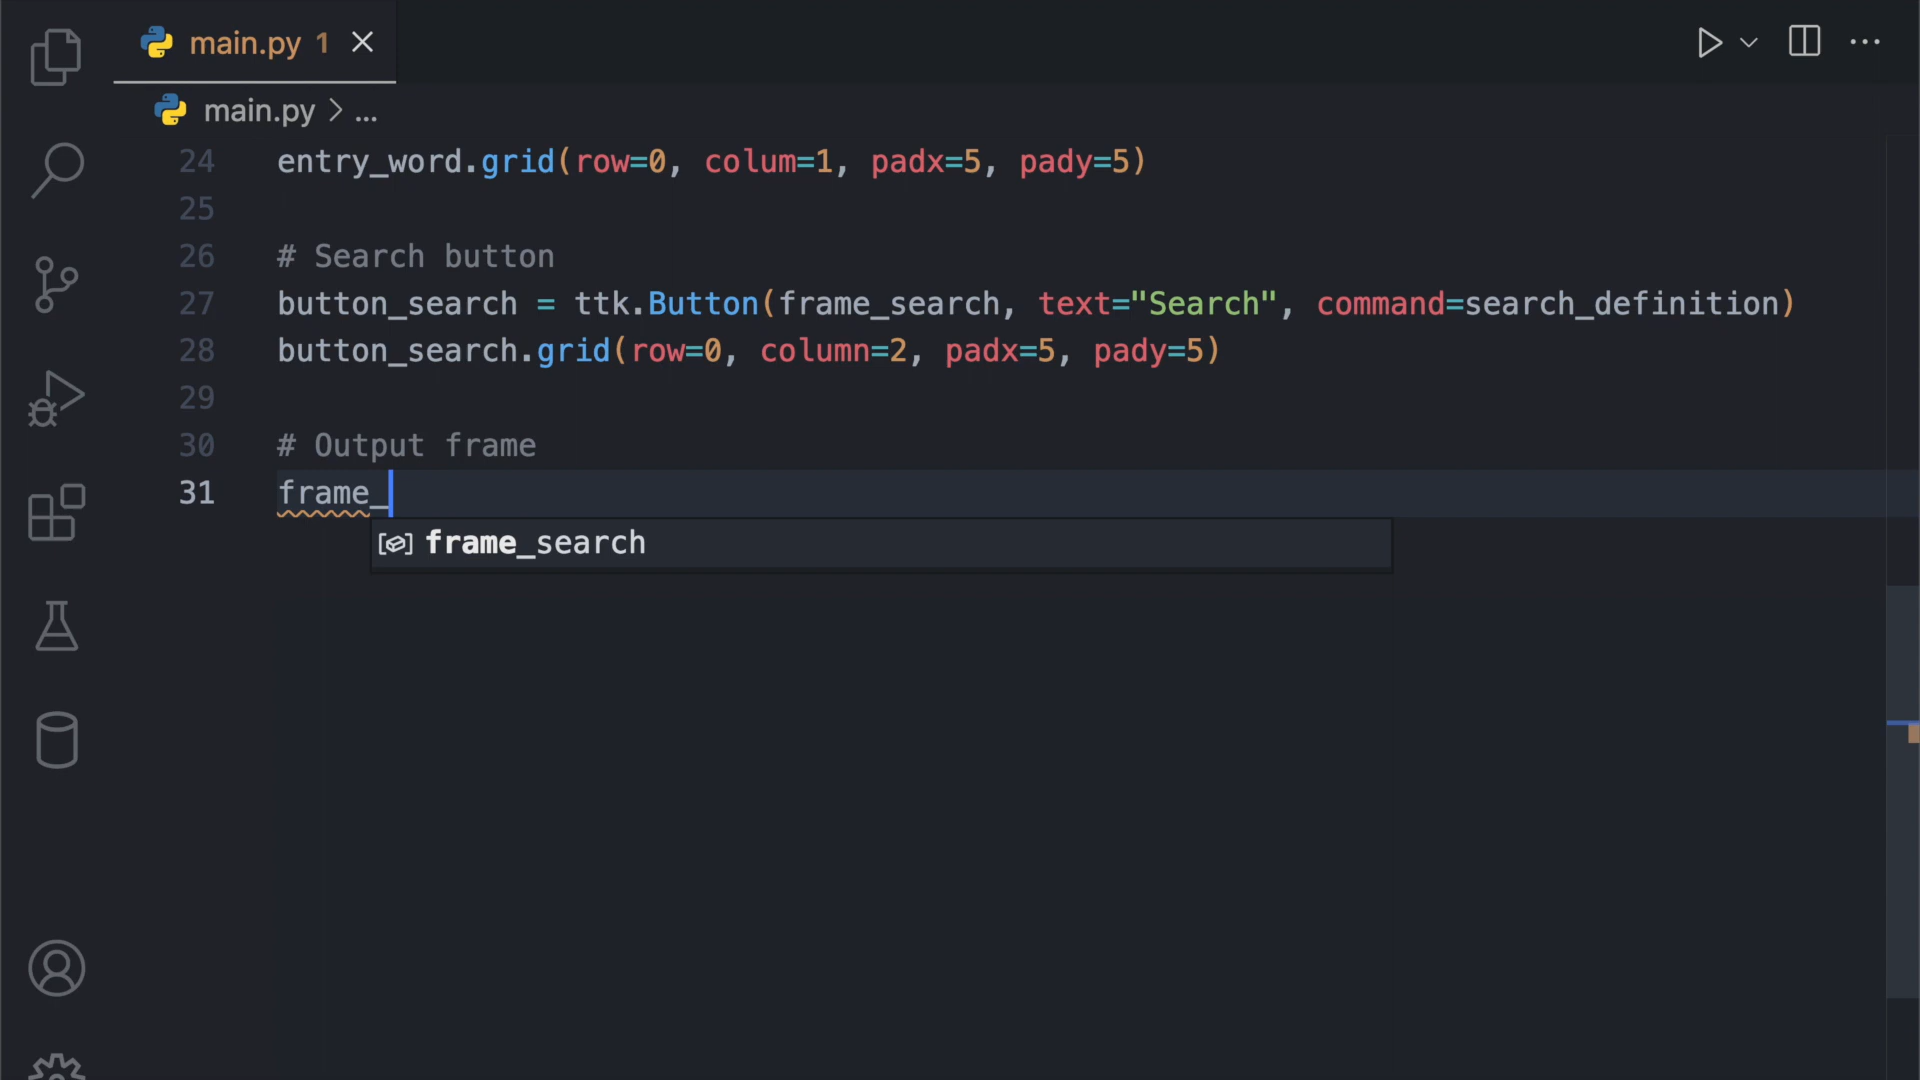 main.py 1
main.py > ...
24 entry_word.grid(row=0, colum=1, padx=5, pady=5)
25
26 # Search button
27 button_search = ttk.Button(frame_search, text="Search", command=search_definition)
28 button_search.grid(row=0, column=2, padx=5, pady=5)
29
30 # Output frame
31 frame_
frame_search